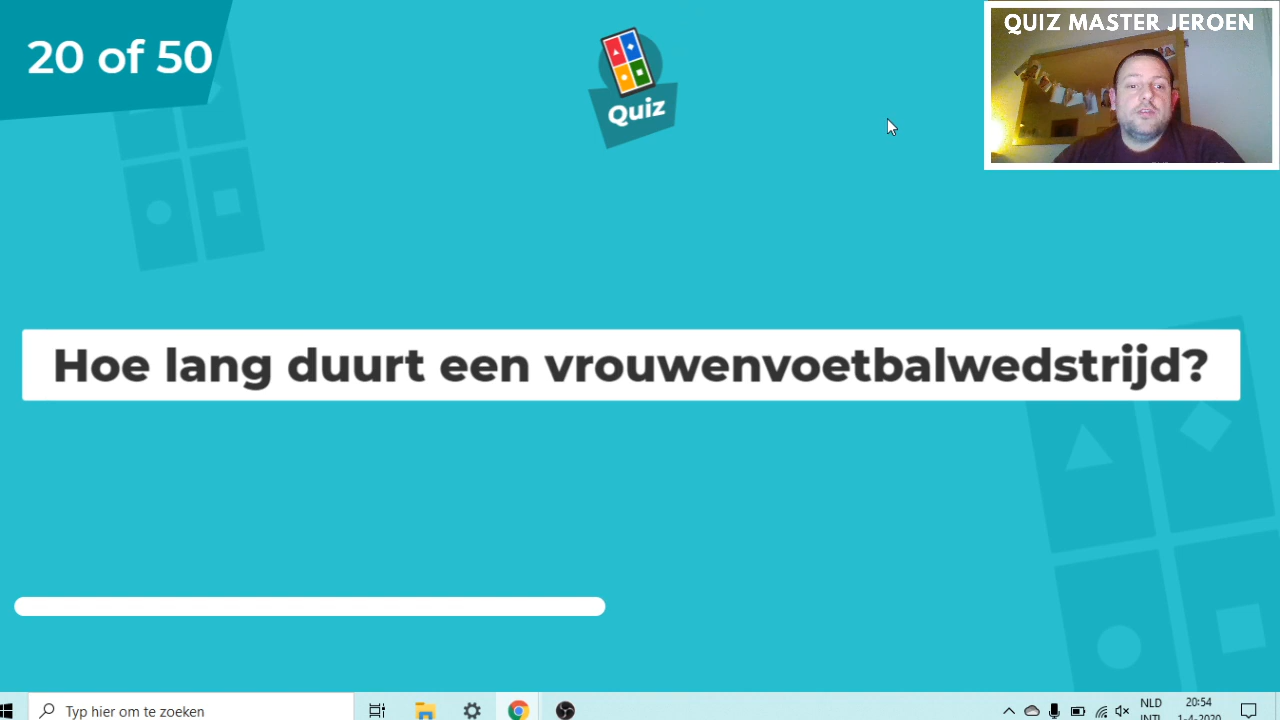 20 of 50
Quiz
QUIZ MASTER JEROEN
Hoe lang duurt een vrouwenvoetbalwedstrijd?
Typ hier om te zoeken
NLD
INTL
20:54
1-4-2020